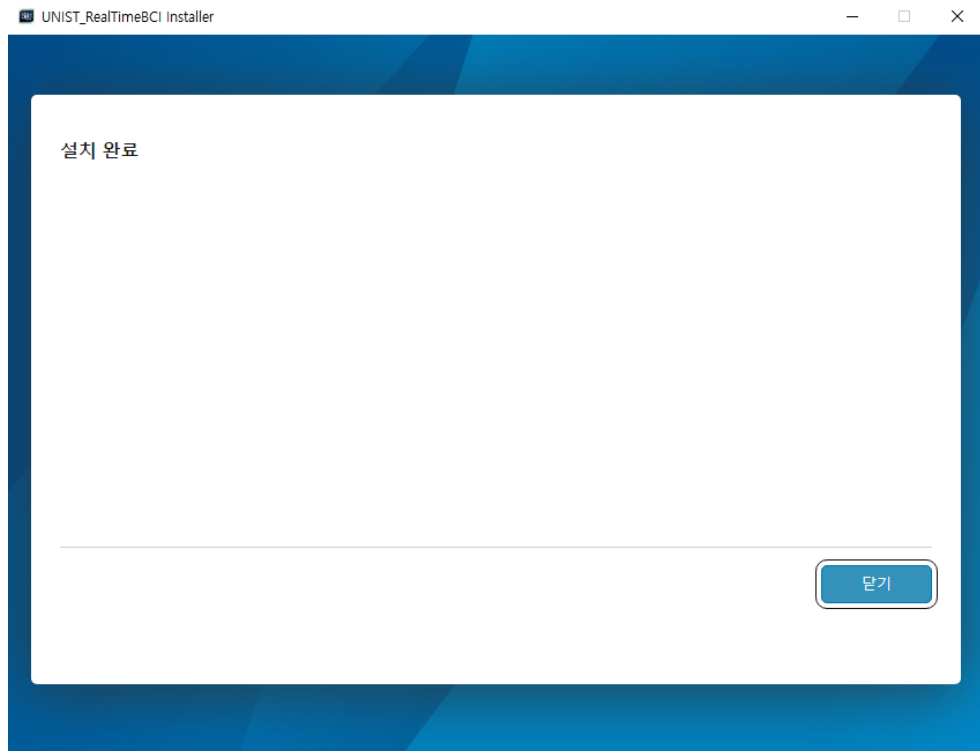 UNIST_RealTimeBCI Installer
설치 완료
닫기